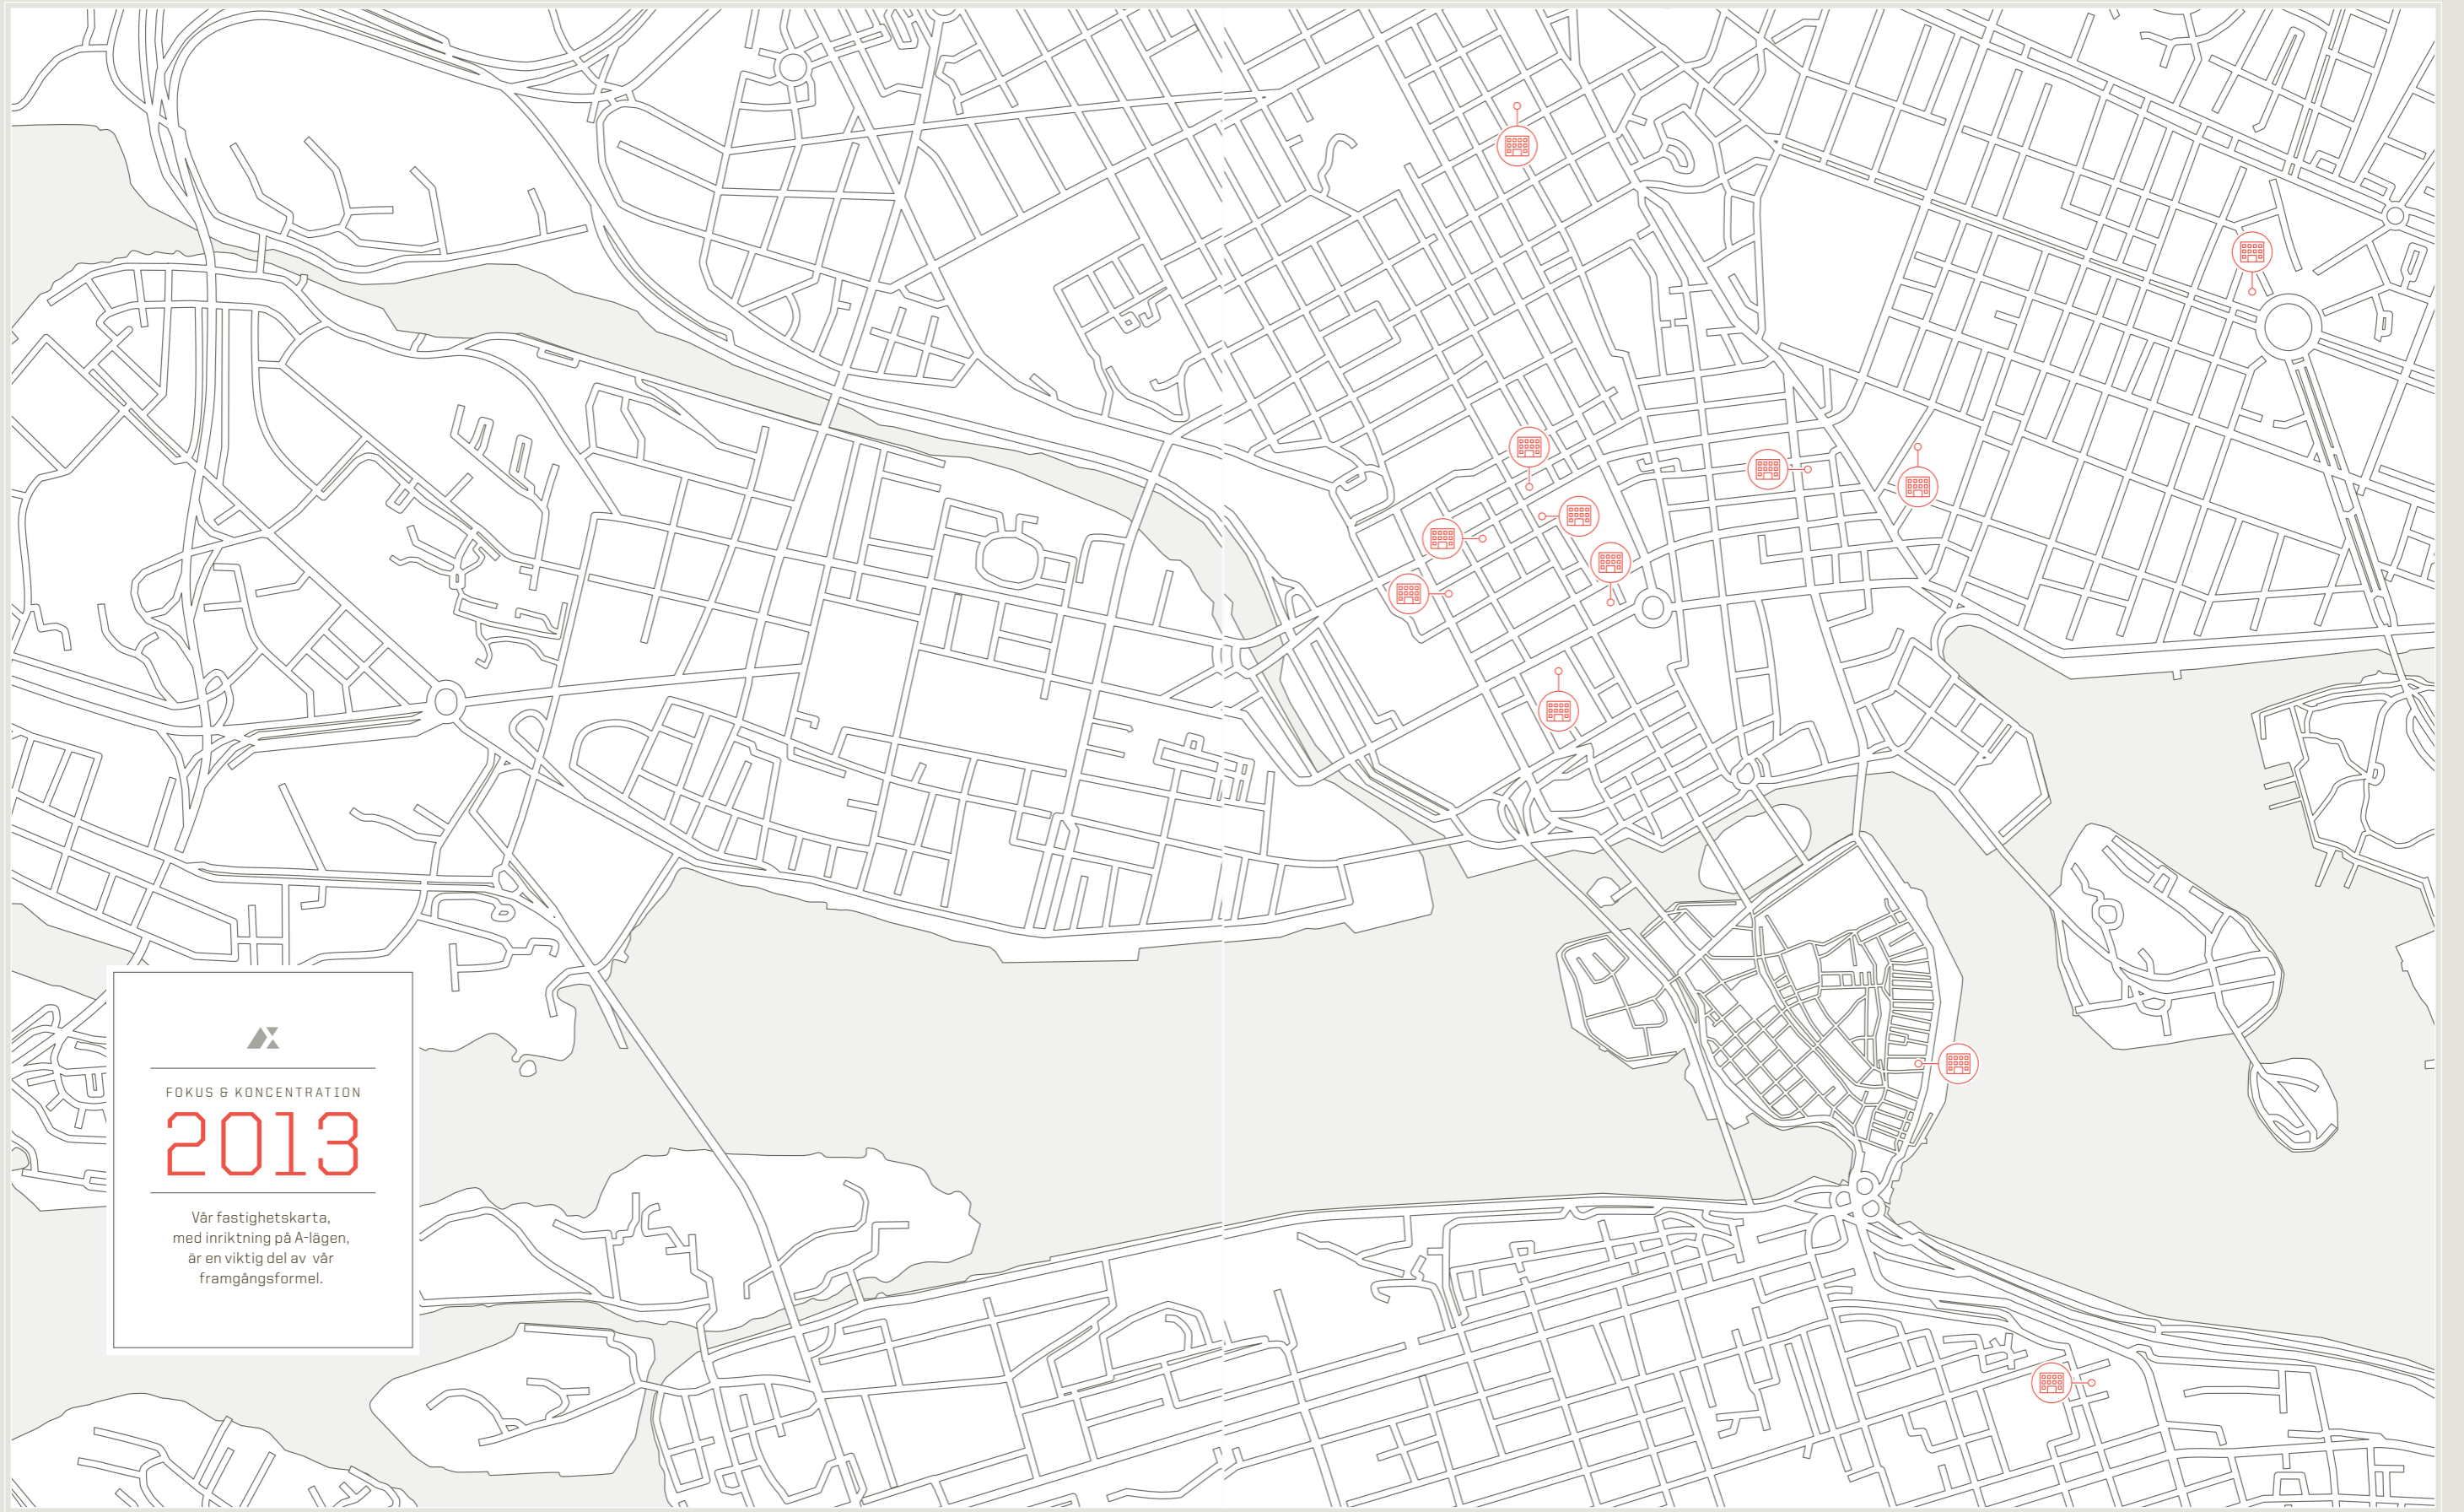 FOKUS & KONCENTRATION
2013
Vår fastighetskarta,
med inriktning på A-lägen,
är en viktig del av vår
framgångsformel.